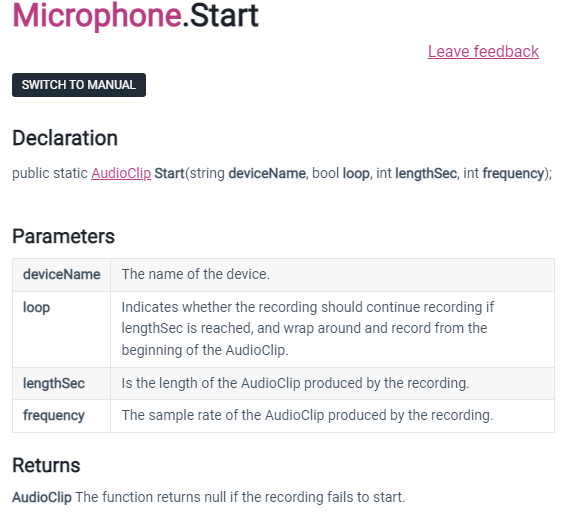 Microphone.Start
Leave feedback
SWITCH TO MANUAL
Declaration
public static AudioClip Start(string deviceName, bool loop, int lengthSec, int frequency);
Parameters
deviceName The name of the device.
loop Indicates whether the recording should continue recording if
lengthSec is reached, and wrap around and record from the
beginning of the AudioClip.
lengthSec Is the length of the AudioClip produced by the recording.
frequency The sample rate of the AudioClip produced by the recording.
Returns
AudioClip The function returns null if the recording fails to start.